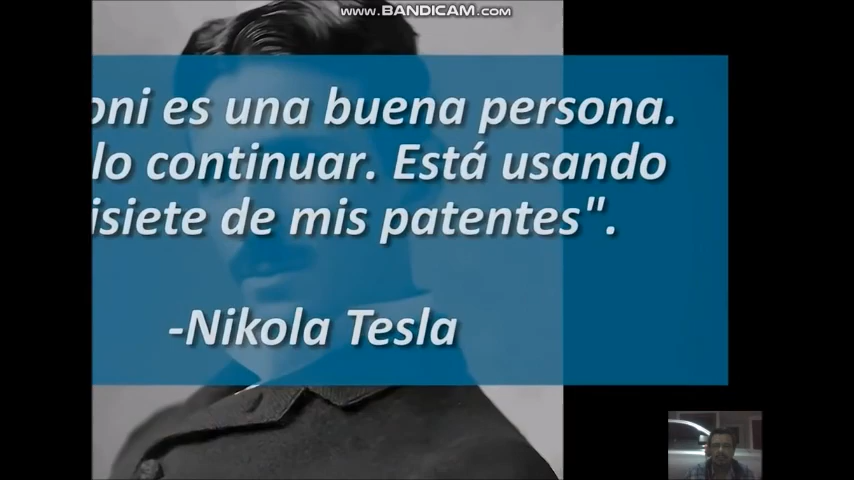 WWW.BANDICAM.COM
oni es una buena persona.
lo continuar. Está usando
isiete de mis patentes".
-Nikola Tesla